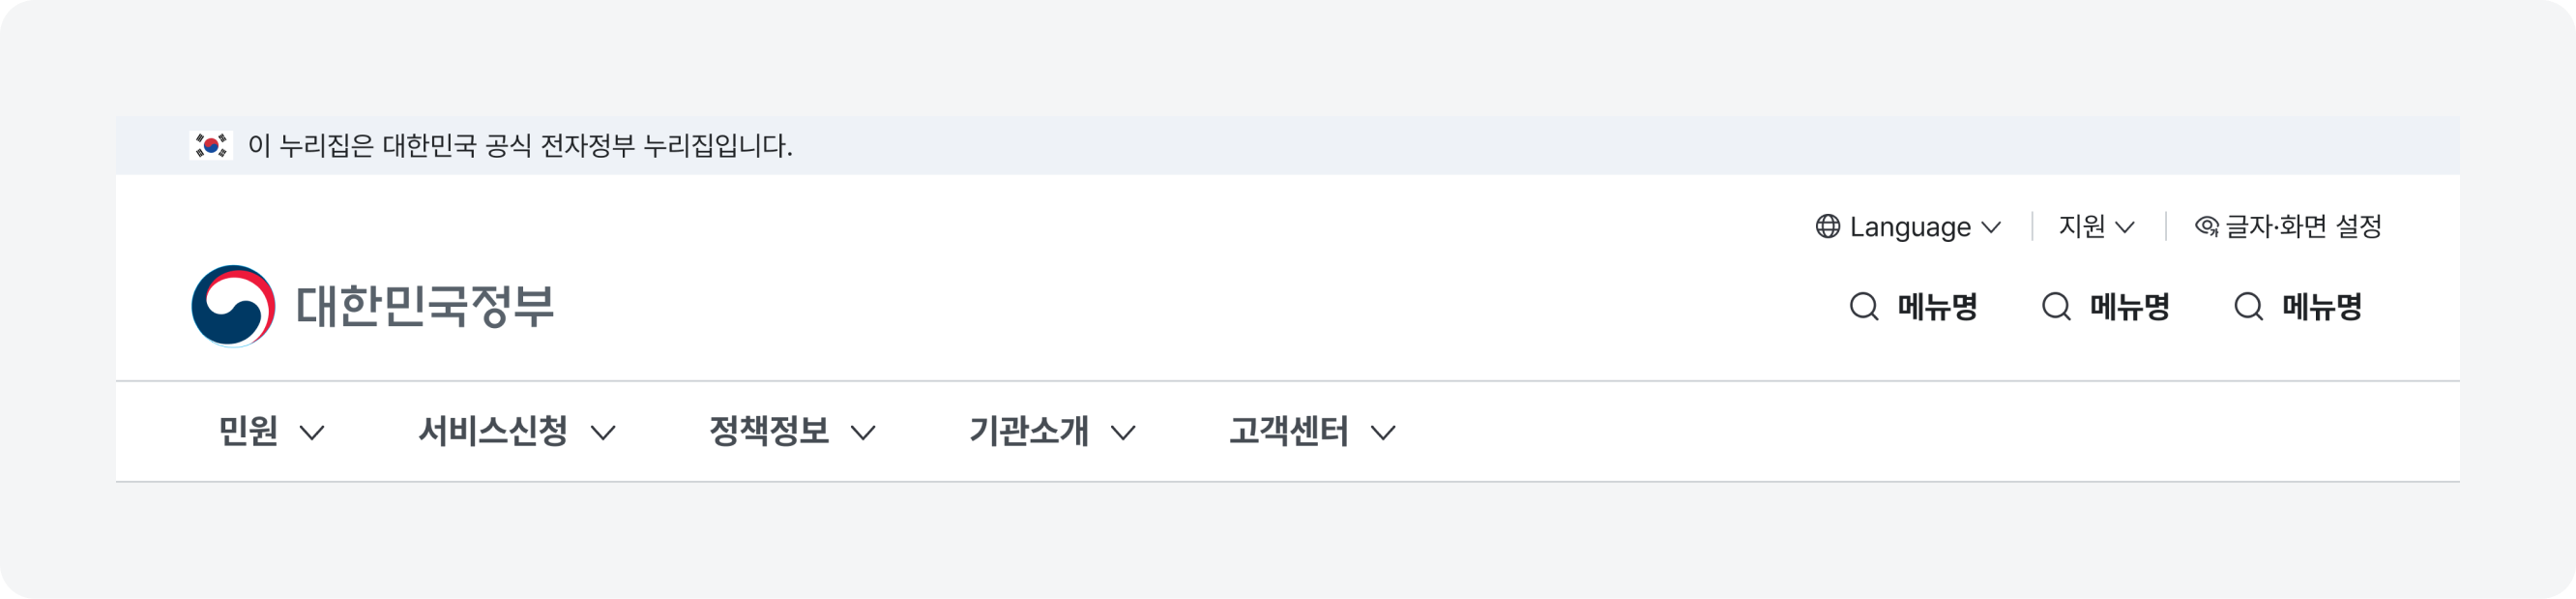 이 누리집은 대한민국 공식 전자정부 누리집입니다.
Language 지원 글자·화면 설정
대한민국정부 메뉴명 메뉴명 메뉴명
민원 서비스신청 정책정보 기관소개 고객센터